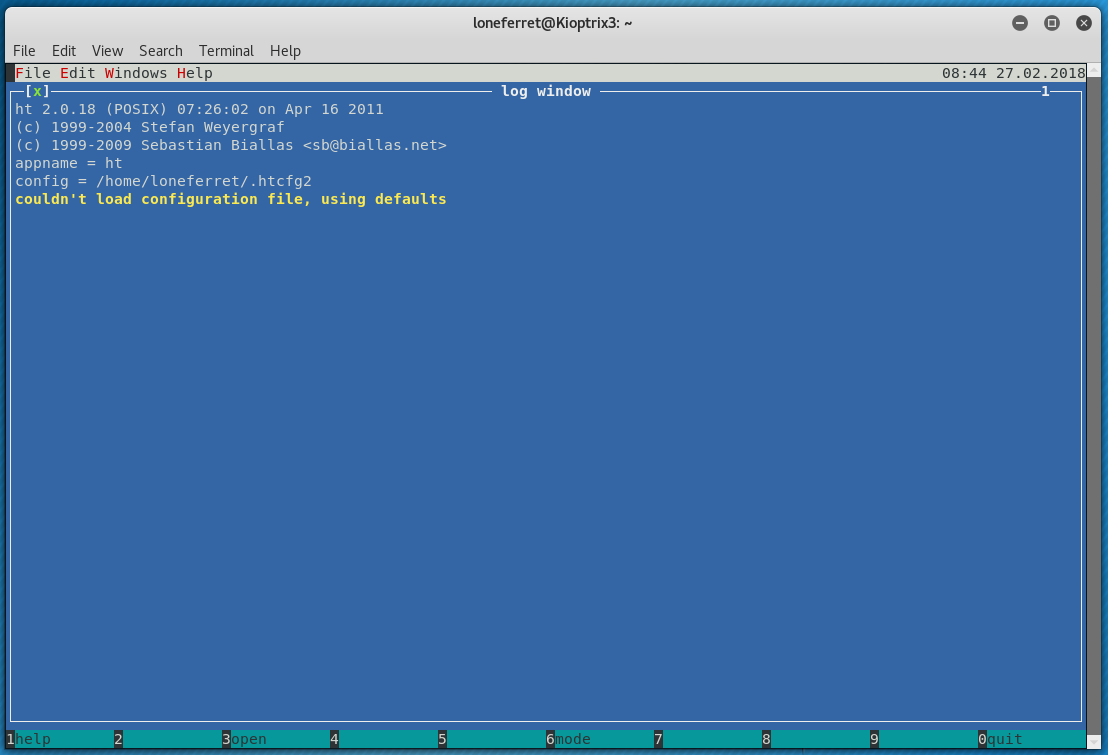 loneferret@Kioptrix3: ~
File Edit View Search Terminal Help
File Edit Windows Help 08:44 27.02.2018
[x] log window 1
ht 2.0.18 (POSIX) 07:26:02 on Apr 16 2011
(c) 1999-2004 Stefan Weyergraf
(c) 1999-2009 Sebastian Biallas <sb@biallas.net>
appname = ht
config = /home/loneferret/.htcfg2
couldn't load configuration file, using defaults
1help 2 3open 4 5 6mode 7 8 9 0quit